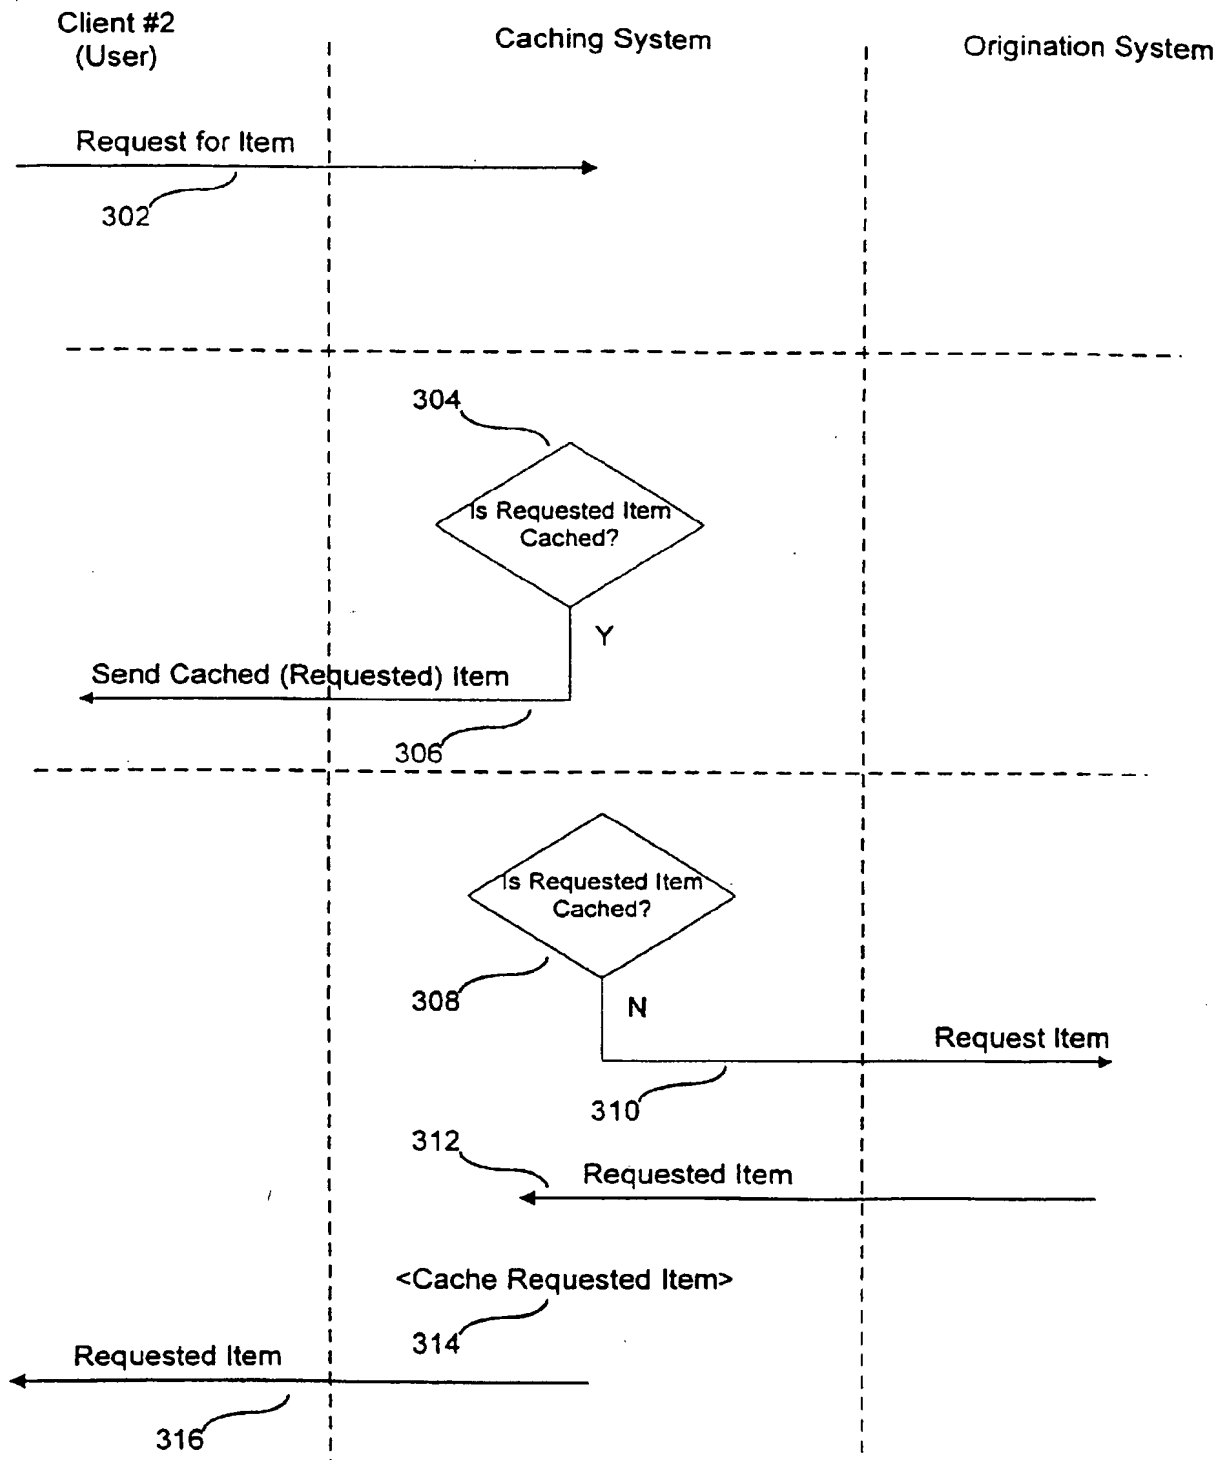 Client #2
(User)
Caching System
Origination System
Request for Item
302
304
Is Requested Item
Cached?
Y
Send Cached (Requested) Item
306
Is Requested Item
Cached?
308
N
Request Item
310
312
Requested Item
<Cache Requested Item>
314
Requested Item
316